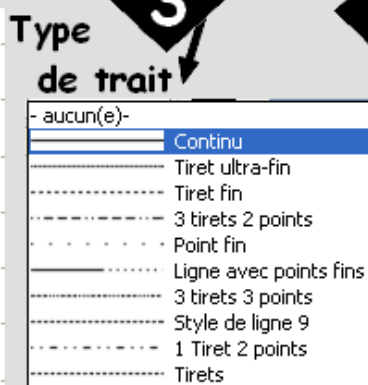 3
Type
de trait
- aucun(e)-
Continu
Tiret ultra-fin
Tiret fin
3 tirets 2 points
Point fin
Ligne avec points fins
3 tirets 3 points
Style de ligne 9
1 Tiret 2 points
Tirets